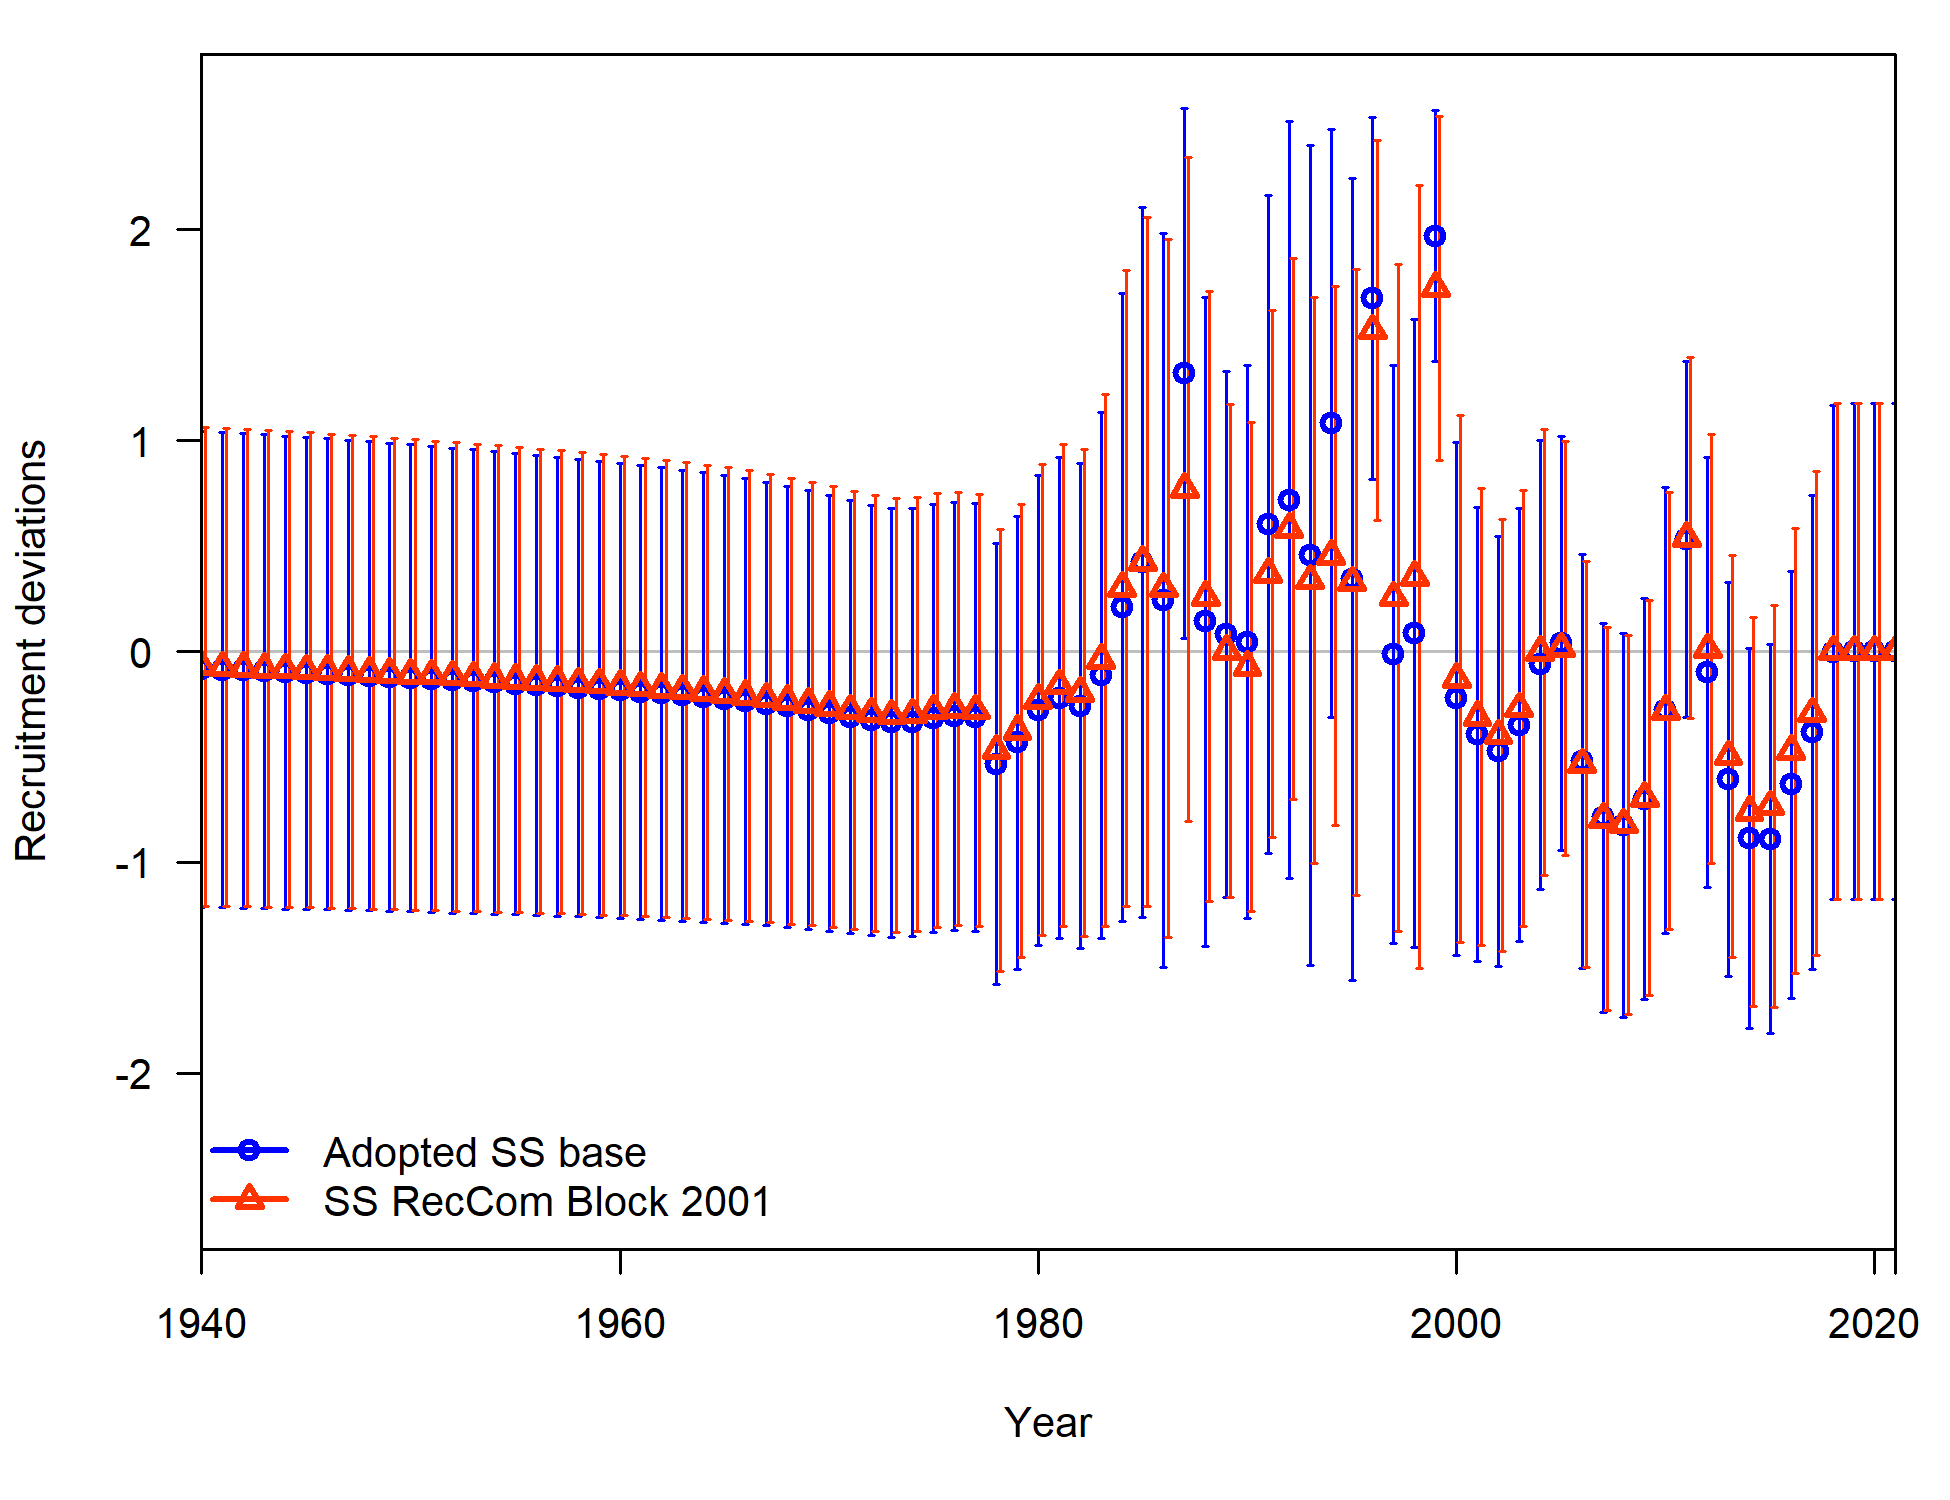 Recruitment deviations
2
1
0
-1
-2
Adopted SS base
SS RecCom Block 2001
1940
1960
1980
2000
2020
Year